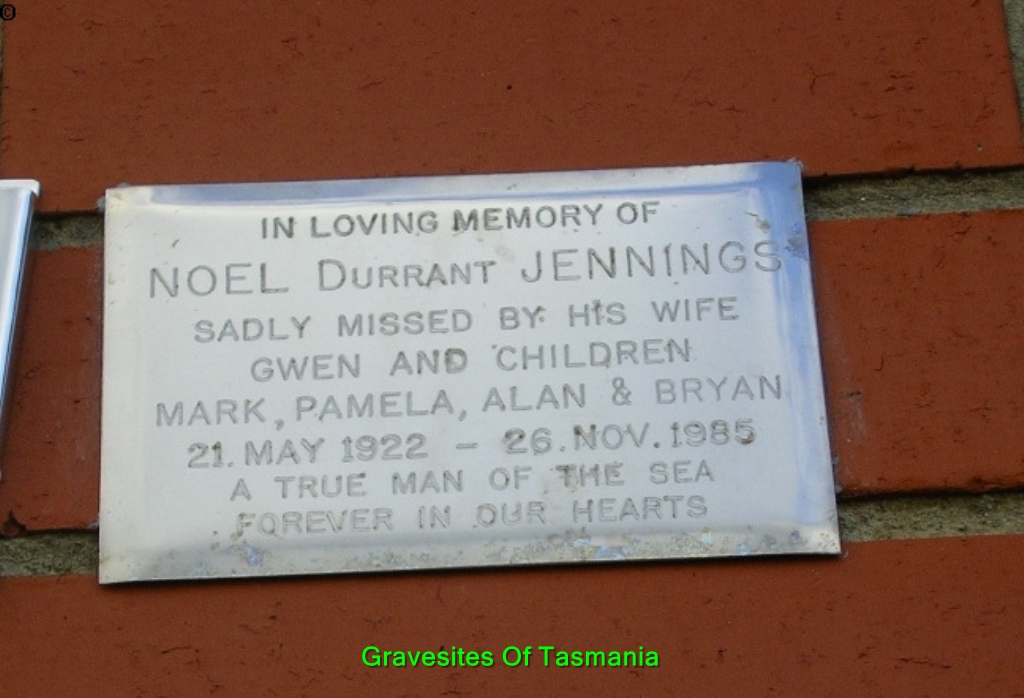 ©
IN LOVING MEMORY OF
NOEL DURRANT JENNINGS
SADLY MISSED BY HIS WIFE
GWEN AND CHILDREN
MARK, PAMELA, ALAN & BRYAN
21. MAY 1922 – 26. NOV. 1985
A TRUE MAN OF THE SEA
FOREVER IN OUR HEARTS
Gravesites Of Tasmania